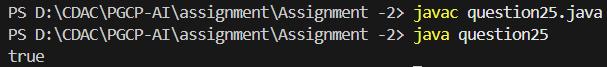 PS D:\CDAC\PGCP-AI\assignment\Assignment -2> javac question25.java
PS D:\CDAC\PGCP-AI\assignment\Assignment -2> java question25
true